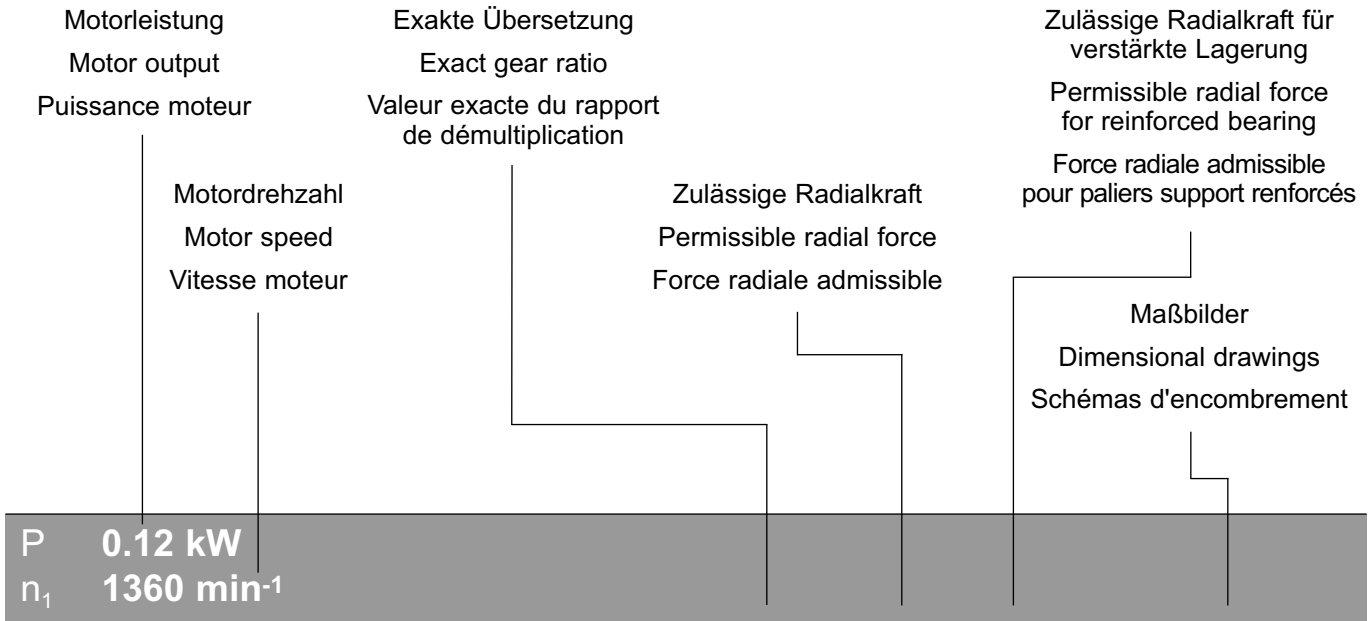 Motorleistung
Motor output
Puissance moteur
Exakte Übersetzung
Exact gear ratio
Valeur exacte du rapport
de démultiplication
Zulässige Radialkraft für
verstärkte Lagerung
Permissible radial force
for reinforced bearing
Force radiale admissible
pour paliers support renforcés
Motordrehzahl
Motor speed
Vitesse moteur
Zulässige Radialkraft
Permissible radial force
Force radiale admissible
Maßbilder
Dimensional drawings
Schémas d'encombrement
P 0.12 kW
n₁ 1360 min-1